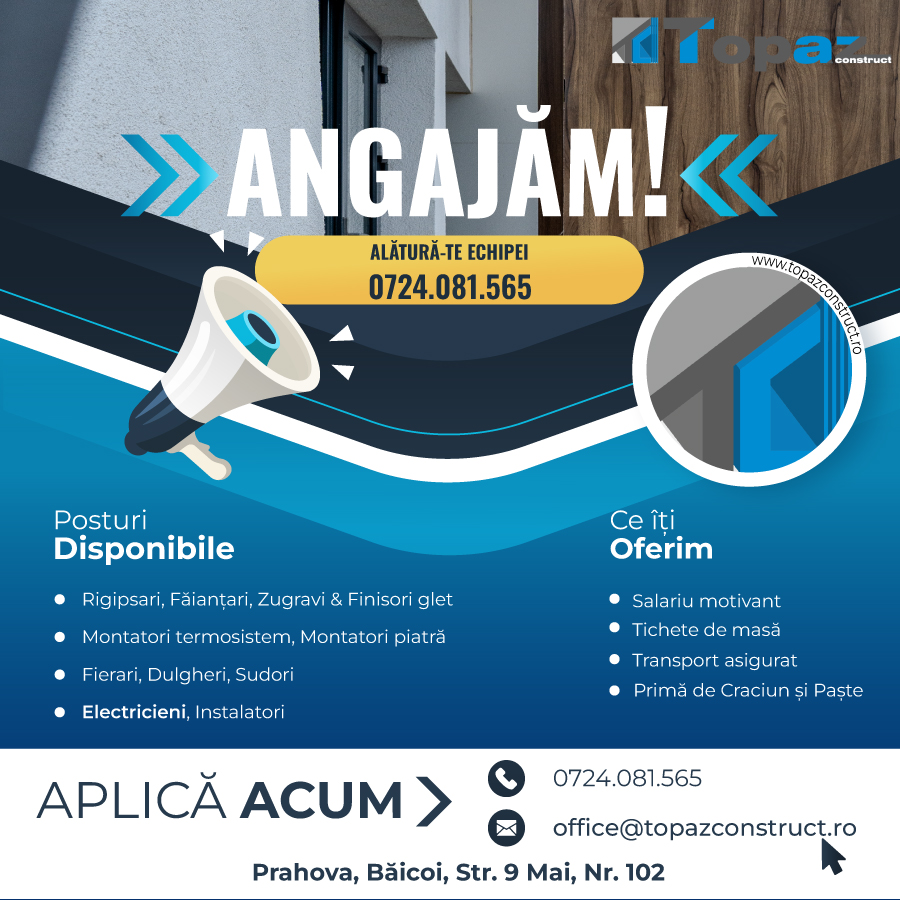 Topaz
construct
ANGAJĂM!
ALĂTURĂ-TE ECHIPEI
0724.081.565
www.topazconstruct.ro
Posturi
Disponibile
Rigipsari, Făianțari, Zugravi & Finisori glet
Montatori termosistem, Montatori piatră
Fierari, Dulgheri, Sudori
Electricieni, Instalatori
Ce îți
Oferim
Salariu motivant
Tichete de masă
Transport asigurat
Primă de Craciun și Paște
APLICĂ ACUM
0724.081.565
office@topazconstruct.ro
Prahova, Băicoi, Str. 9 Mai, Nr. 102